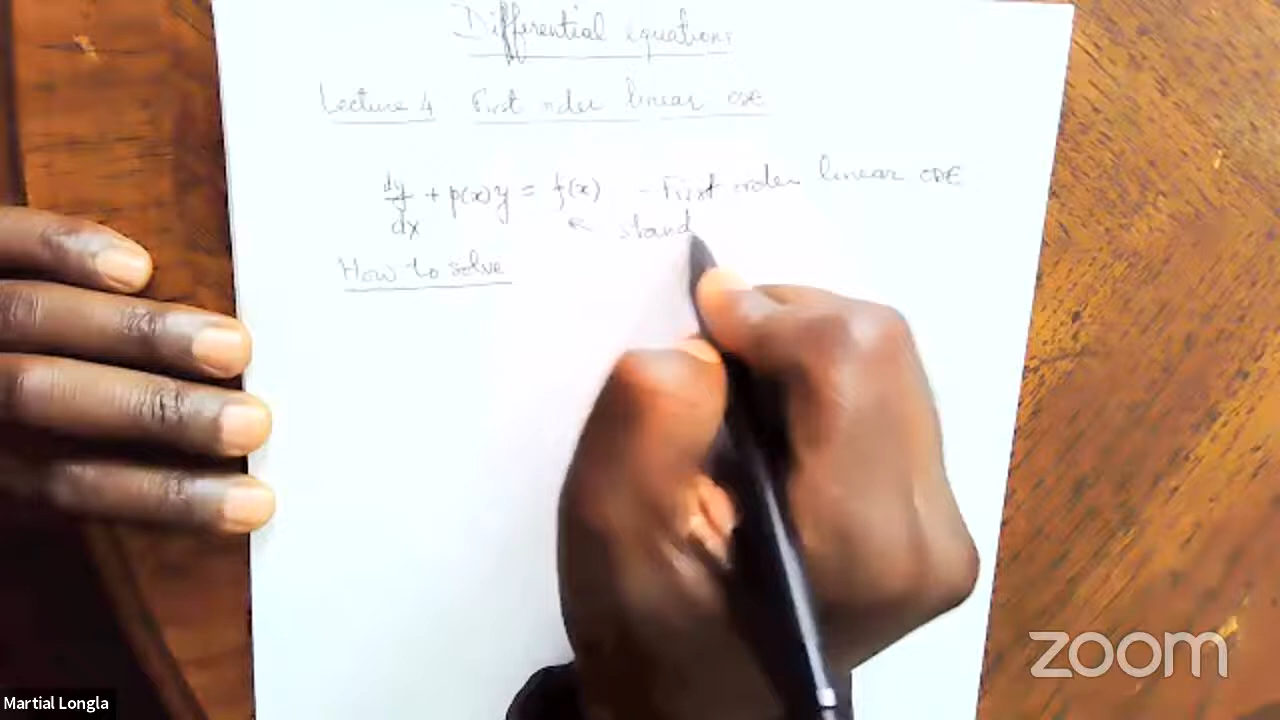 Differential equations
Lecture 4 First order linear ODE
dy/dx + p(x)y = f(x) - First order linear ODE
stand
How to solve
zoom
Martial Longla